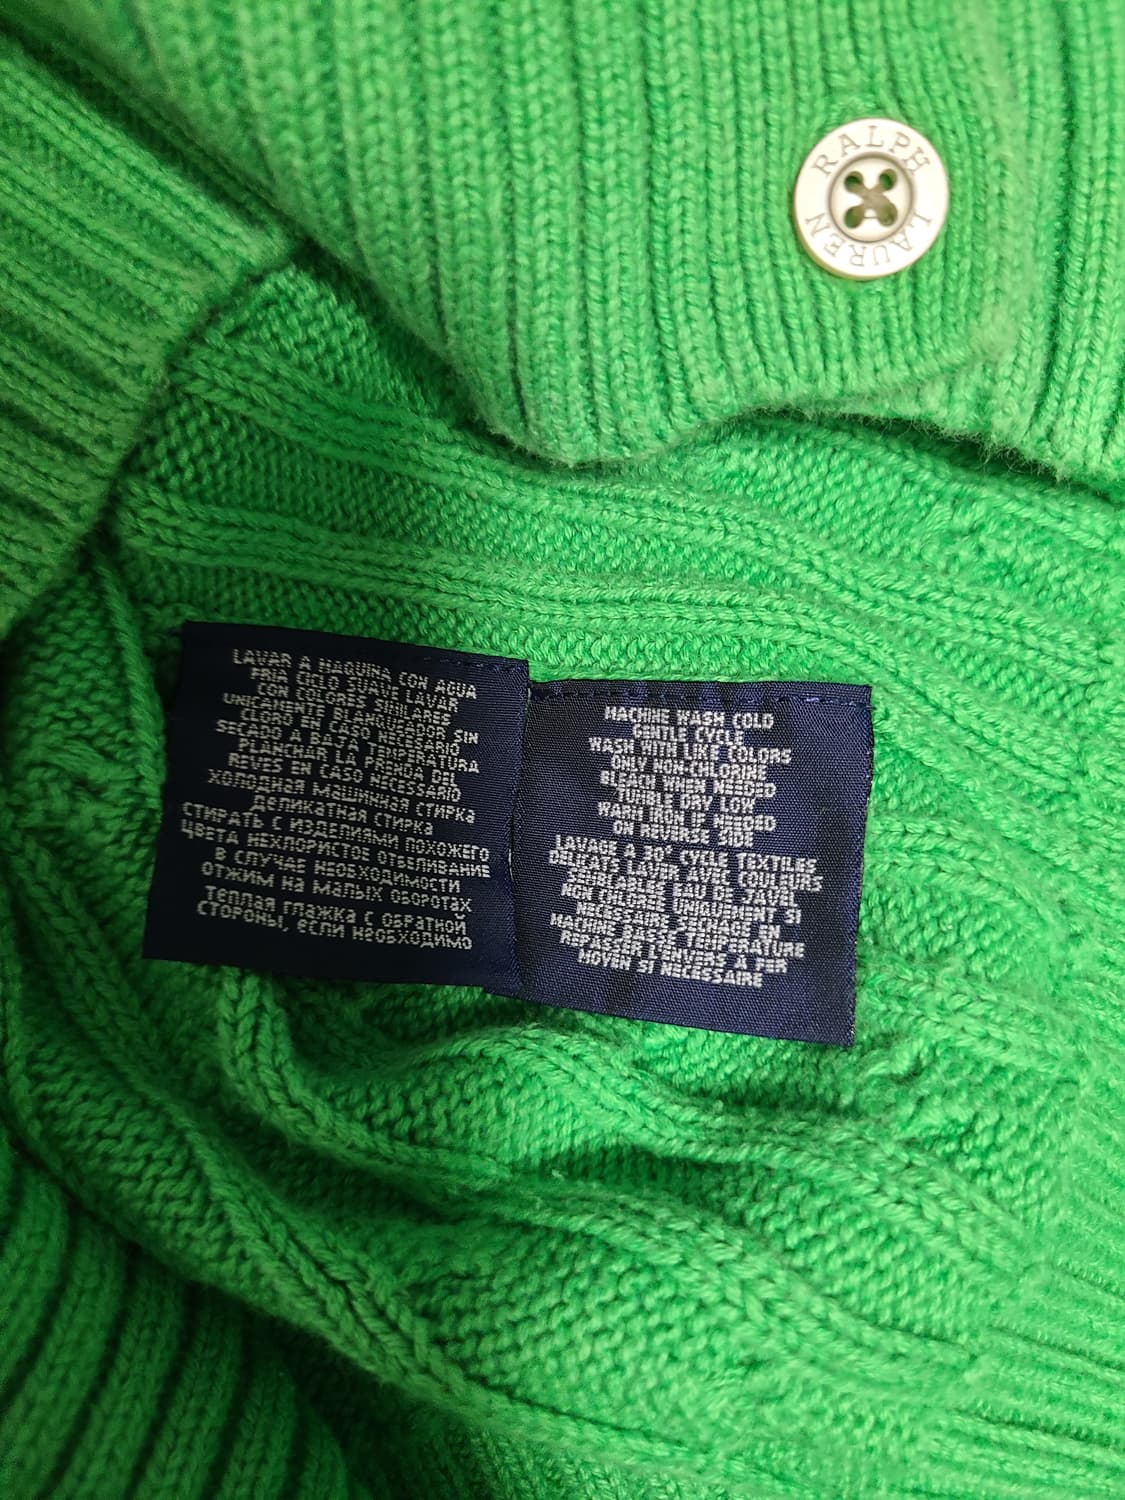 RALPH LAUREN
LAVAR A MAQUINA CON AGUA
FRIA CICLO SUAVE LAVAR
CON COLORES SIMILARES
UNICAMENTE BLANQUEADOR SIN
CLORO EN CASO NECESARIO
SECADO A BAJA TEMPERATURA
PLANCHAR LA PRENDA DEL
REVES EN CASO NECESARIO
ХОЛОДНАЯ МАШИННАЯ СТИРКА
ДЕЛИКАТНАЯ СТИРКА
СТИРАТЬ С ИЗДЕЛИЯМИ ПОХОЖЕГО
ЦВЕТА НЕХЛОРИСТОЕ ОТБЕЛИВАНИЕ
В СЛУЧАЕ НЕОБХОДИМОСТИ
ОТЖИМ НА МАЛЫХ ОБОРОТАХ
ТЕПЛАЯ ГЛАЖКА С ОБРАТНОЙ
СТОРОНЫ, ЕСЛИ НЕОБХОДИМО
MACHINE WASH COLD
GENTLE CYCLE
WASH WITH LIKE COLORS
ONLY NON-CHLORINE
BLEACH WHEN NEEDED
TUMBLE DRY LOW
WARM IRON IF NEEDED
ON REVERSE SIDE
LAVAGE A 30° CYCLE TEXTILES
DELICATS LAVER AVEC COULEURS
SIMILAIRES EAU DE JAVEL
NON CHLOREE UNIQUEMENT SI
NECESSAIRE SECHAGE EN
MACHINE BASSE TEMPERATURE
REPASSER L'ENVERS A FER
MOYEN SI NECESSAIRE